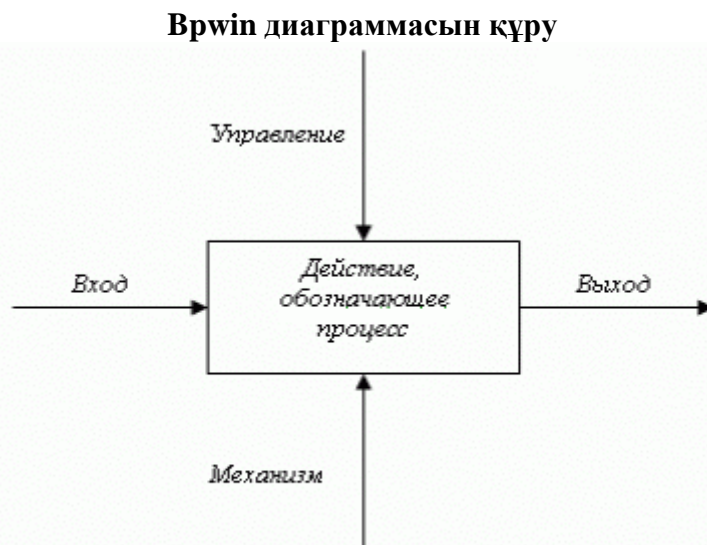 Bpwin диаграммасын құру
Управление
Вход
Действие,
обозначающее
процесс
Выход
Механизм